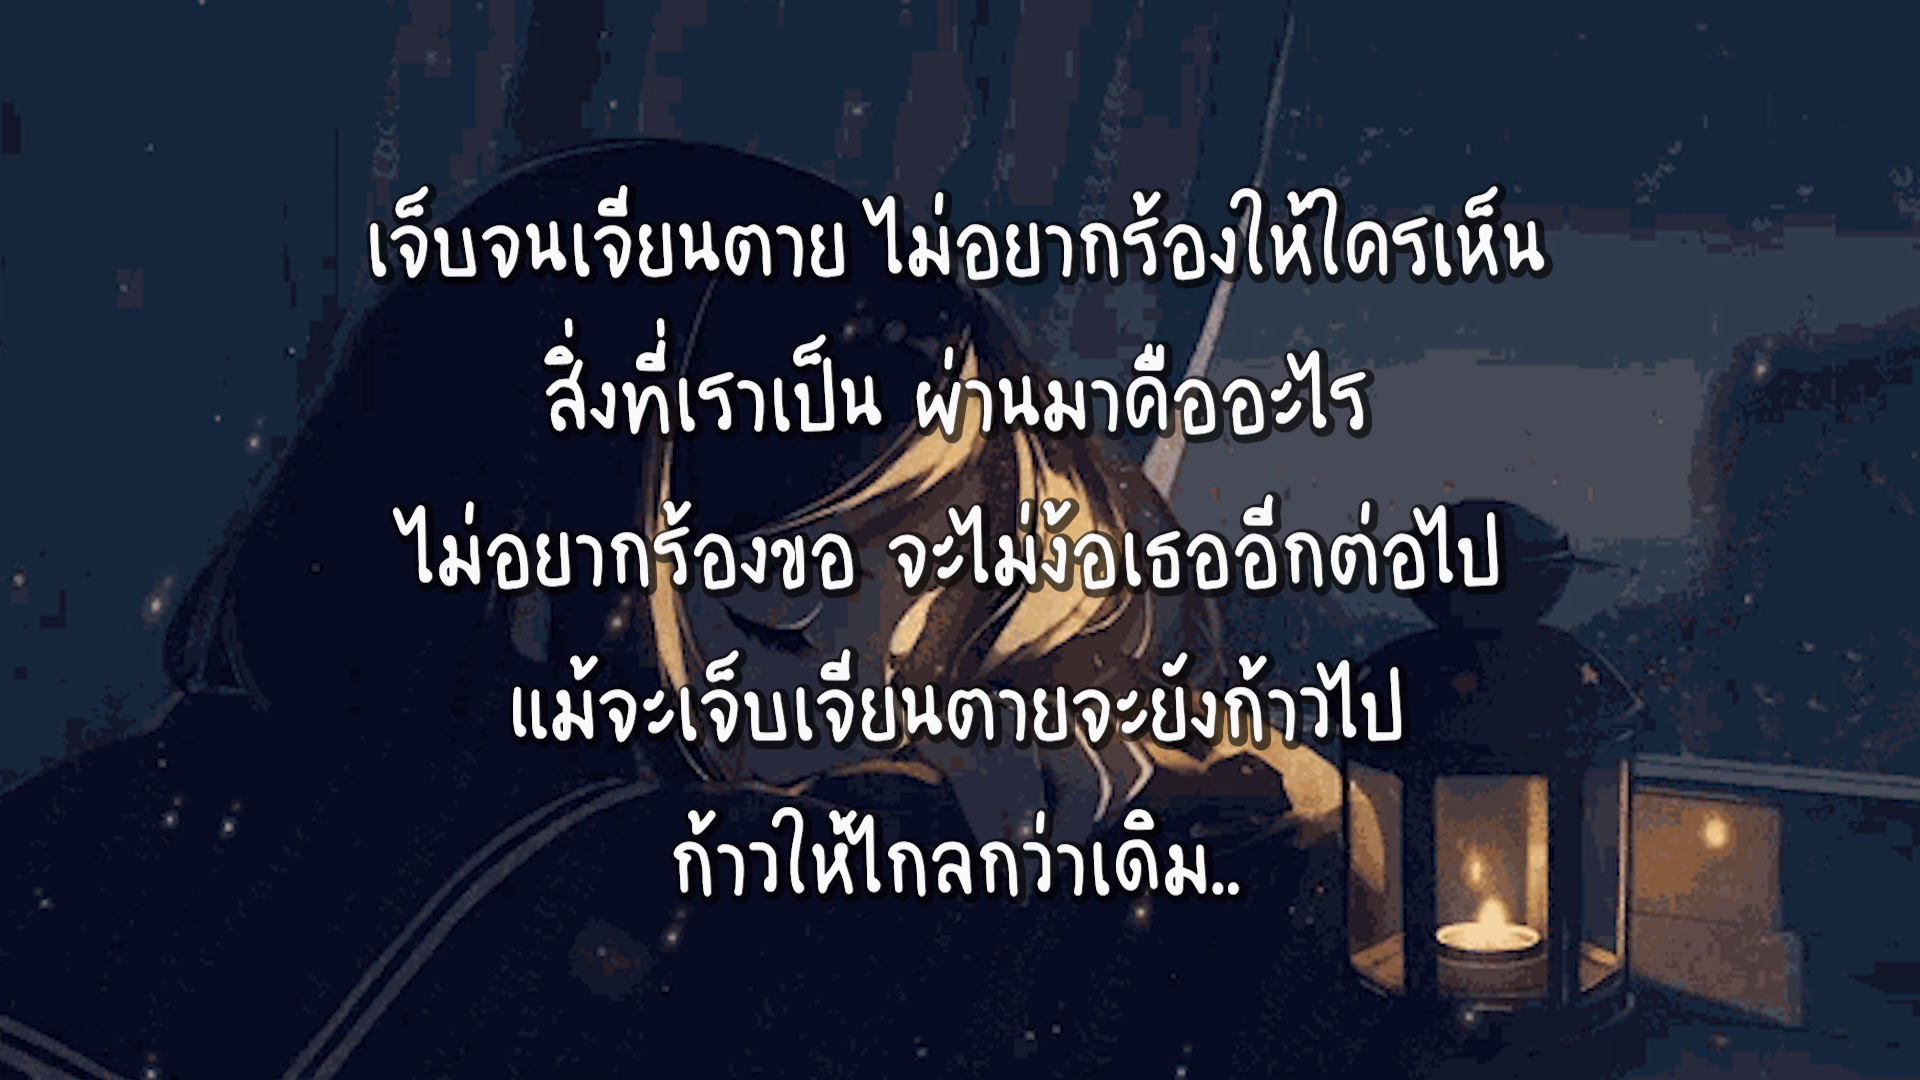 เจ็บจนเจียนตาย ไม่อยากร้องให้ใครเห็น
สิ่งที่เราเป็น ผ่านมาคืออะไร
ไม่อยากร้องขอ จะไม่ง้อเธออีกต่อไป
แม้จะเจ็บเจียนตายจะยังก้าวไป
ก้าวให้ไกลกว่าเดิม..